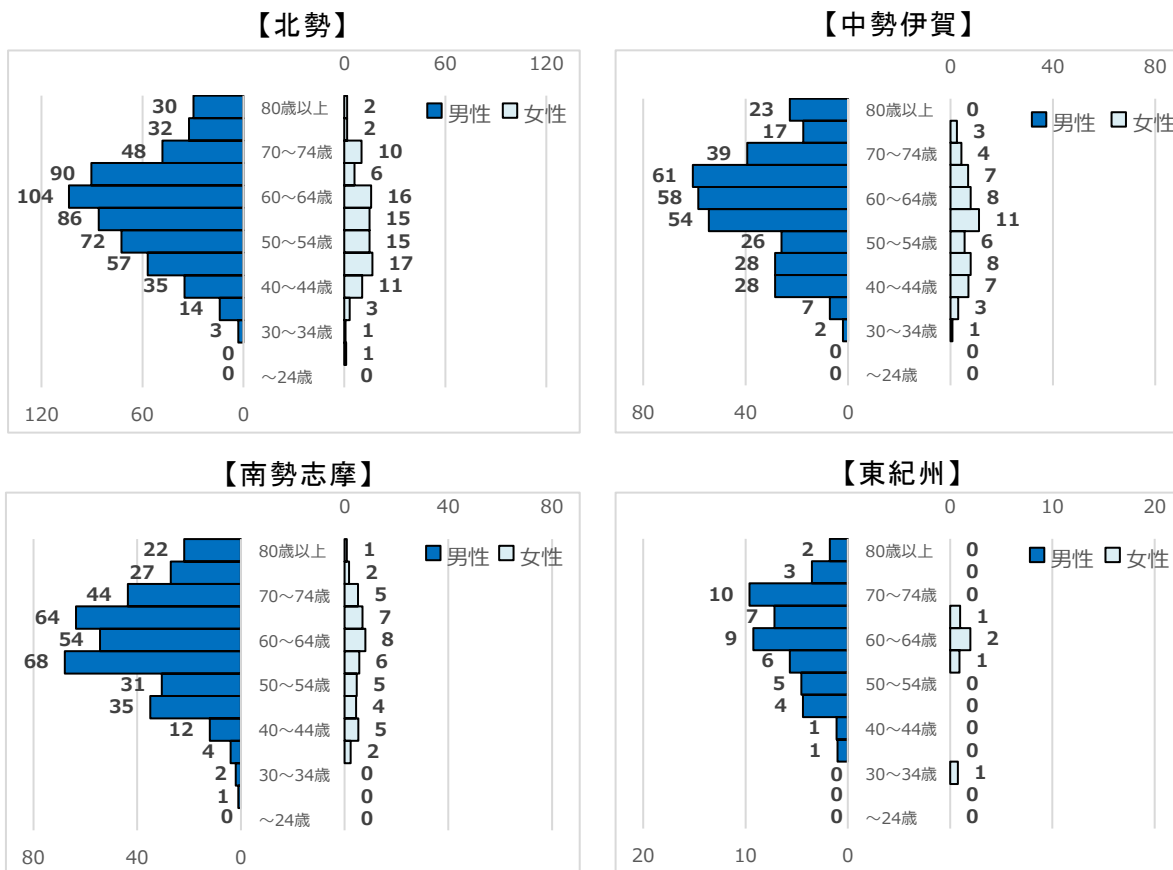 【北勢】
0 60 120
男性 女性
30 80歳以上 2
32 2
48 70～74歳 10
90 6
104 60～64歳 16
86 15
72 50～54歳 15
57 17
35 40～44歳 11
14 3
3 30～34歳 1
0 1
0 ～24歳 0
120 60 0
【中勢伊賀】
0 40 80
男性 女性
23 80歳以上 0
17 3
39 70～74歳 4
61 7
58 60～64歳 8
54 11
26 50～54歳 6
28 8
28 40～44歳 7
7 3
2 30～34歳 1
0 0
0 ～24歳 0
80 40 0
【南勢志摩】
0 40 80
男性 女性
22 80歳以上 1
27 2
44 70～74歳 5
64 7
54 60～64歳 8
68 6
31 50～54歳 5
35 4
12 40～44歳 5
4 2
2 30～34歳 0
1 0
0 ～24歳 0
80 40 0
【東紀州】
0 10 20
男性 女性
2 80歳以上 0
3 0
10 70～74歳 0
7 1
9 60～64歳 2
6 1
5 50～54歳 0
4 0
1 40～44歳 0
1 0
0 30～34歳 1
0 0
0 ～24歳 0
20 10 0